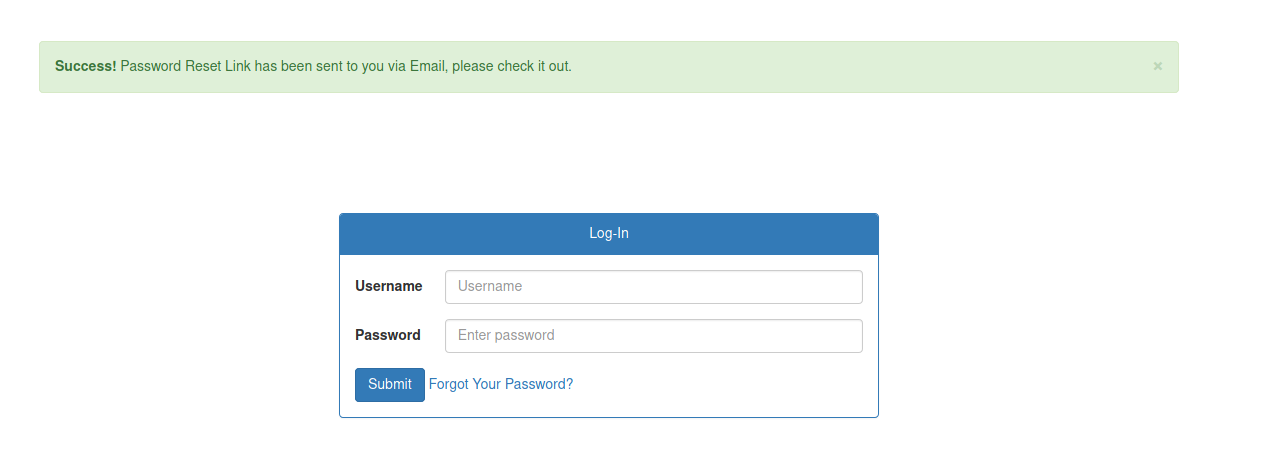 Success! Password Reset Link has been sent to you via Email, please check it out. ×
Log-In
Username Username
Password Enter password
Submit Forgot Your Password?